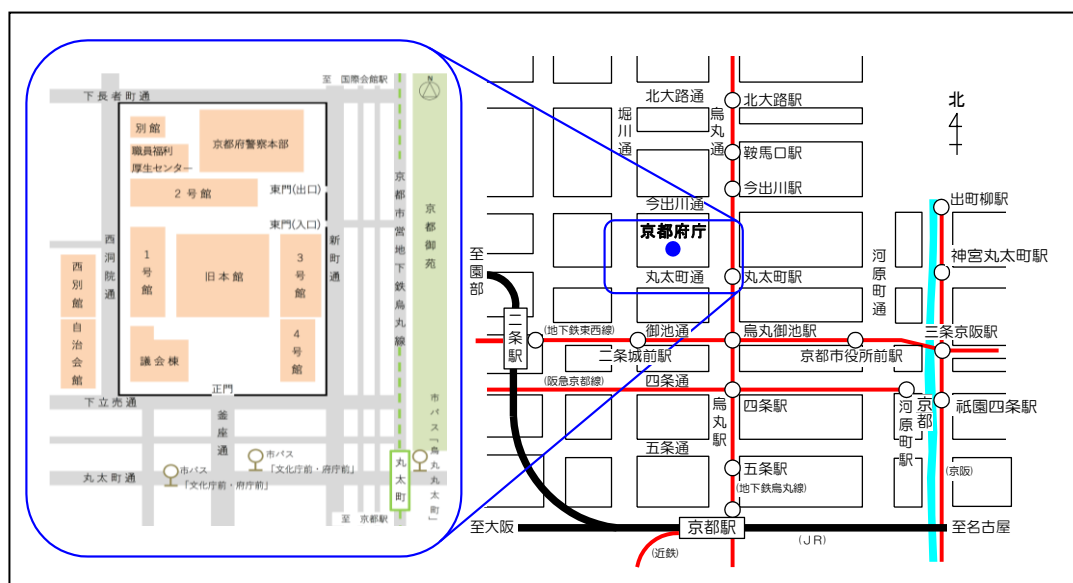 至 国際会館駅
N
下長者町通
別館
職員福利
厚生センター
京都府警察本部
2号館
東門(出口)
東門(入口)
西洞院通
1号館
旧本館
3号館
新町通
西別館
自治会館
議会棟
4号館
正門
下立売通
釜座通
市バス
「文化庁前・府庁前」
市バス
「文化庁前・府庁前」
丸太町通
至 京都駅
京都市営地下鉄烏丸線
京都御苑
丸太町
市バス「烏丸丸太町」
北大路通
北大路駅
堀川通
烏丸通
鞍馬口駅
今出川駅
今出川通
京都府庁
丸太町通
丸太町駅
北
出町柳駅
神宮丸太町駅
河原町通
至園部
二条駅
(地下鉄東西線)
御池通
烏丸御池駅
二条城前駅
京都市役所前駅
三条京阪駅
(阪急京都線)
四条通
四条駅
烏丸駅
京都
河原町駅
祇園四条駅
五条通
五条駅
(地下鉄烏丸線)
(京阪)
至大阪
京都駅
至名古屋
(近鉄)
(JR)